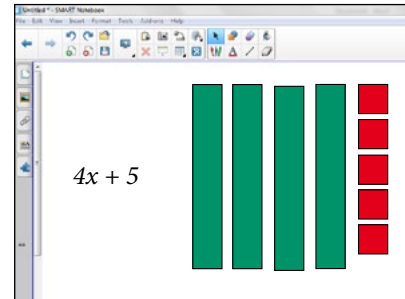 Untitled * - SMART Notebook
File Edit View Insert Format Tools Add-ons Help
4x + 5